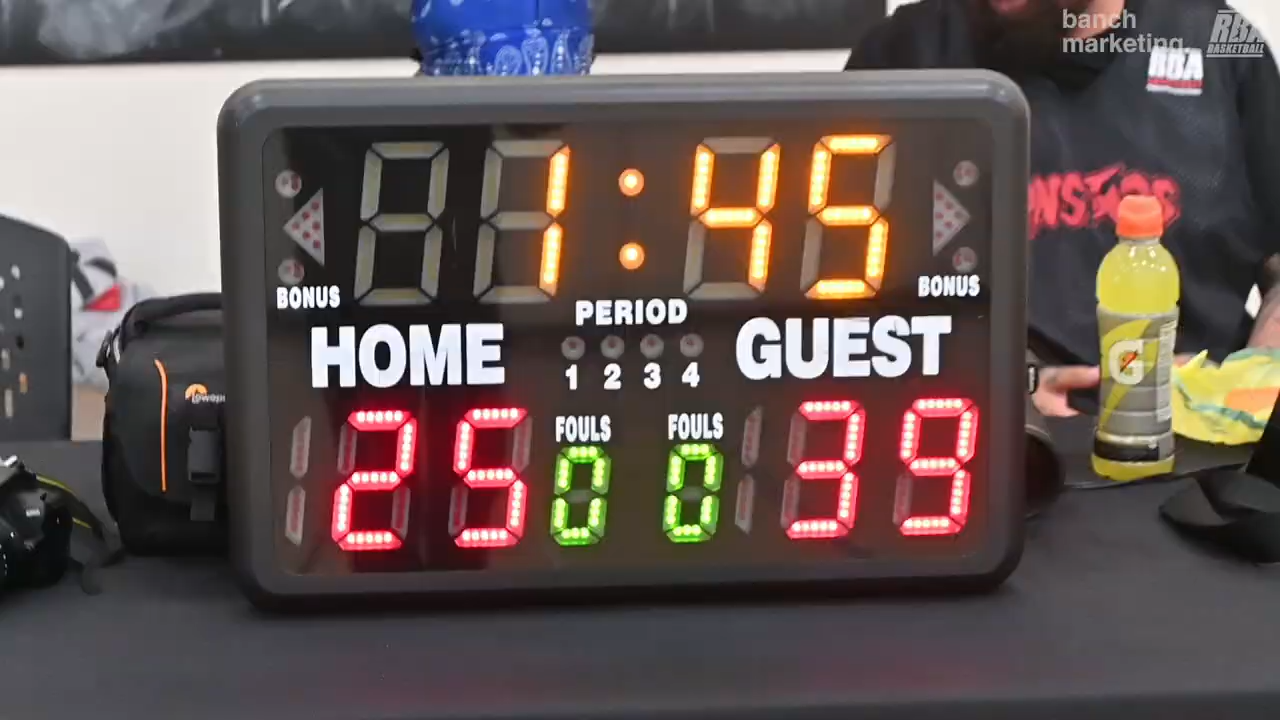 banch
marketing.
RBA
BASKETBALL
RBA
1:45
BONUS
BONUS
PERIOD
HOME
GUEST
1 2 3 4
FOULS
FOULS
25
0
0
39
G